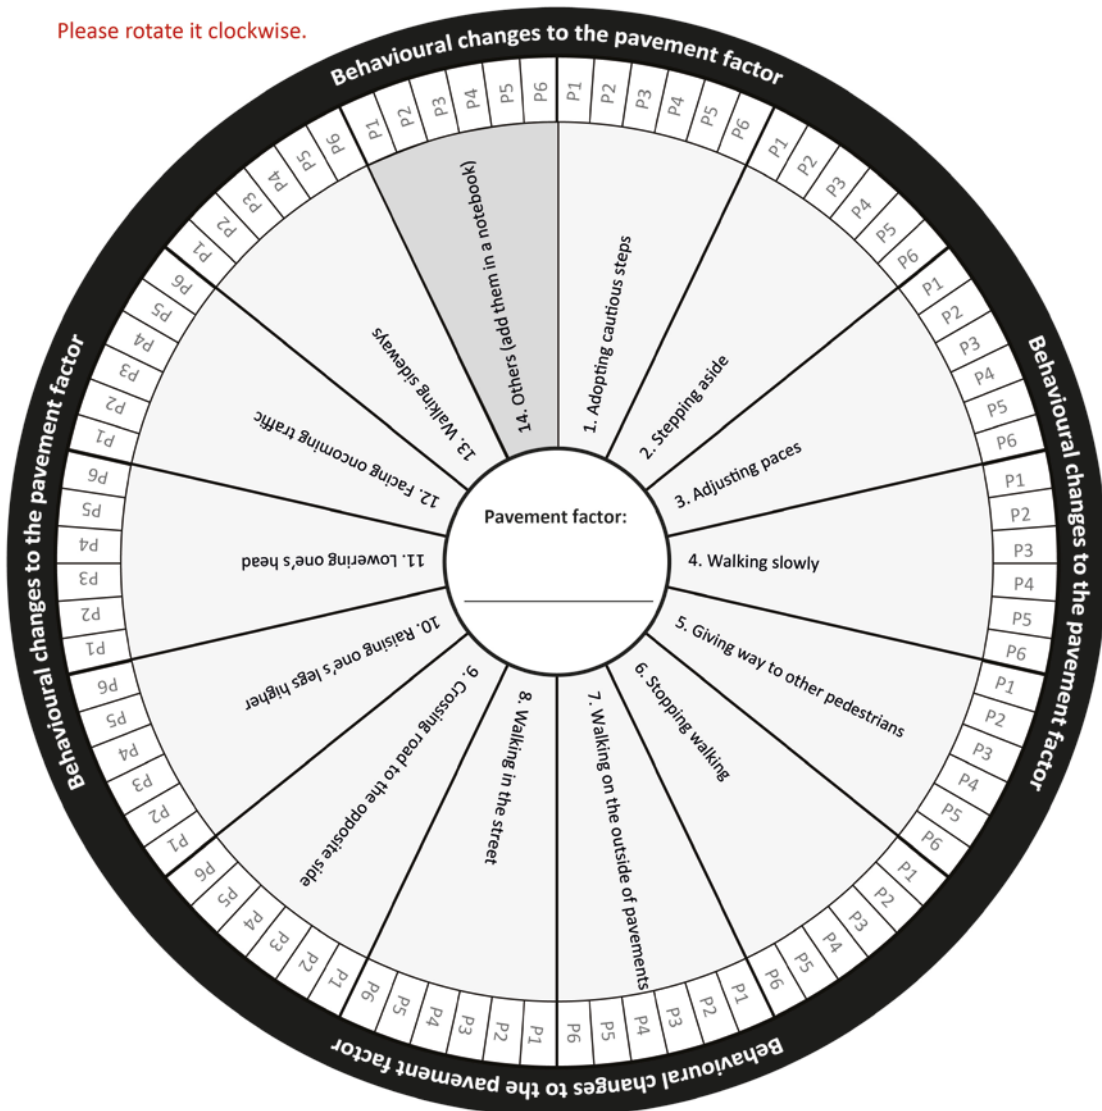 Please rotate it clockwise.
Behavioural changes to the pavement factor
Behavioural changes to the pavement factor
Behavioural changes to the pavement factor
Behavioural changes to the pavement factor
P1 P2 P3 P4 P5 P6
1. Adopting cautious steps
P1 P2 P3 P4 P5 P6
2. Stepping aside
P1 P2 P3 P4 P5 P6
3. Adjusting paces
P1 P2 P3 P4 P5 P6
4. Walking slowly
P1 P2 P3 P4 P5 P6
5. Giving way to other pedestrians
P1 P2 P3 P4 P5 P6
6. Stopping walking
P1 P2 P3 P4 P5 P6
7. Walking on the outside of pavements
P1 P2 P3 P4 P5 P6
8. Walking in the street
P1 P2 P3 P4 P5 P6
9. Crossing road to the opposite side
P1 P2 P3 P4 P5 P6
10. Raising one's legs higher
P1 P2 P3 P4 P5 P6
11. Lowering one's head
P1 P2 P3 P4 P5 P6
12. Facing oncoming traffic
P1 P2 P3 P4 P5 P6
13. Walking sideways
P1 P2 P3 P4 P5 P6
14. Others (add them in a notebook)
Pavement factor: